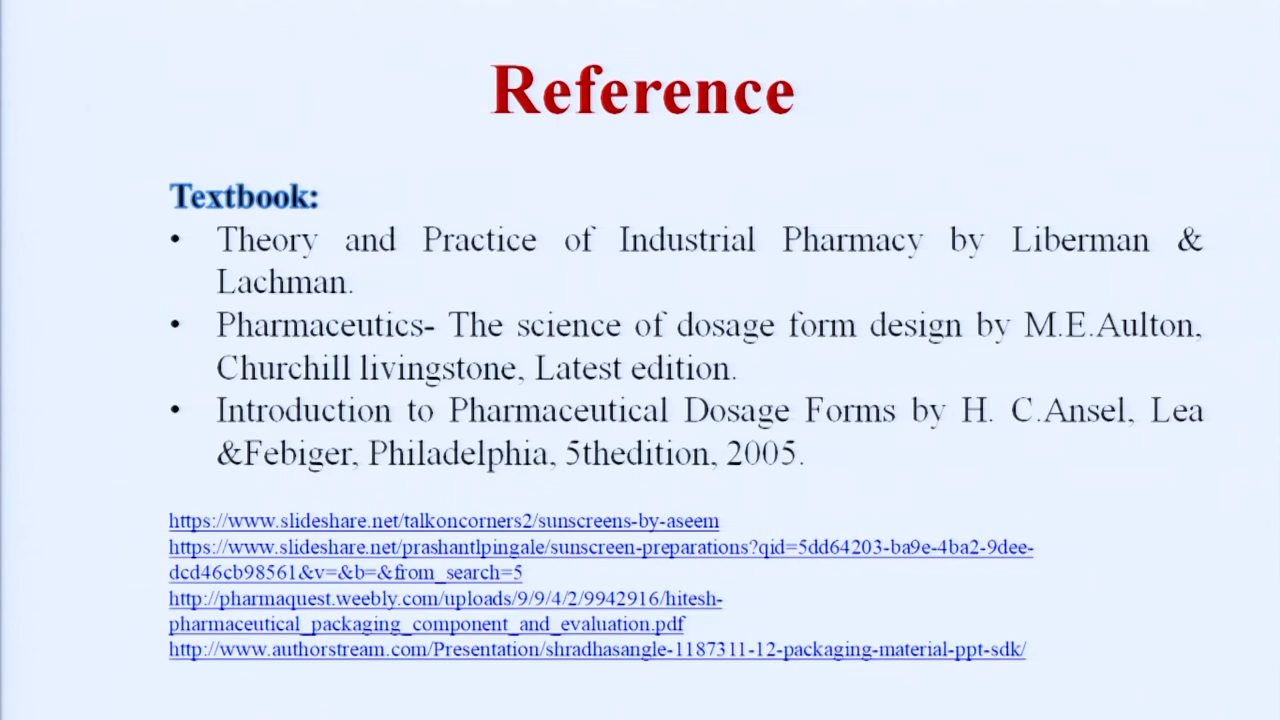 Reference
Textbook:
• Theory and Practice of Industrial Pharmacy by Liberman &
Lachman.
• Pharmaceutics- The science of dosage form design by M.E.Aulton,
Churchill livingstone, Latest edition.
• Introduction to Pharmaceutical Dosage Forms by H. C.Ansel, Lea
&Febiger, Philadelphia, 5thedition, 2005.
https://www.slideshare.net/talkoncorners2/sunscreens-by-aseem
https://www.slideshare.net/prashantlpingale/sunscreen-preparations?qid=5dd64203-ba9e-4ba2-9dee-
dcd46cb98561&v=&b=&from_search=5
http://pharmaquest.weebly.com/uploads/9/9/4/2/9942916/hitesh-
pharmaceutical_packaging_component_and_evaluation.pdf
http://www.authorstream.com/Presentation/shradhasangle-1187311-12-packaging-material-ppt-sdk/